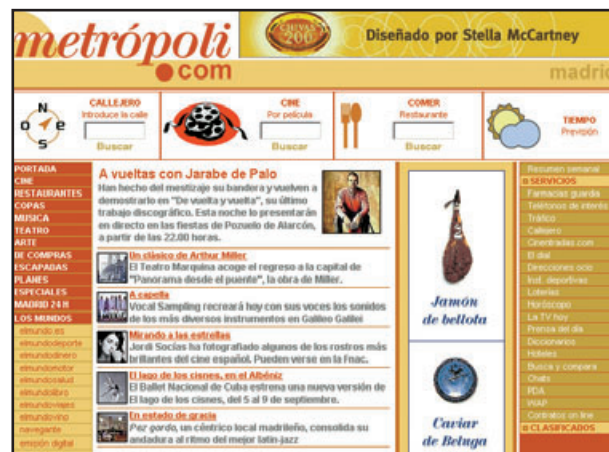 metrópoli
.com
CHIVAS
200
Diseñado por Stella McCartney
madrid
N
O
e
S
CALLEJERO
Introduce la calle
Buscar
CINE
Por película
Buscar
COMER
Restaurante
Buscar
TIEMPO
Previsión
PORTADA
CINE
RESTAURANTES
COPAS
MUSICA
TEATRO
ARTE
DE COMPRAS
ESCAPADAS
PLANES
ESPECIALES
MADRID 24 H
LOS MUNDOS
elmundo.es
elmundodeporte
elmundodinero
elmundomotor
elmundosalud
elmundolibro
elmundoviajes
elmundovino
navegante
emisión digital
A vueltas con Jarabe de Palo
Han hecho del mestizaje su bandera y vuelven a
demostrarlo en "De vuelta y vuelta", su último
trabajo discográfico. Esta noche lo presentarán
en directo en las fiestas de Pozuelo de Alarcón,
a partir de las 22.00 horas.
Un clásico de Arthur Miller
El Teatro Marquina acoge el regreso a la capital de
"Panorama desde el puente", la obra de Miller.
A capella
Vocal Sampling recreará hoy con sus voces los sonidos
de los más diversos instrumentos en Galileo Galilei
Mirando a las estrellas
Jordi Socías ha fotografiado algunos de los rostros más
brillantes del cine español. Pueden verse en la Fnac.
El lago de los cisnes, en el Albéniz
El Ballet Nacional de Cuba estrena una nueva versión de
El lago de los cisnes, del 5 al 9 de septiembre.
En estado de gracia
Pez gordo, un céntrico local madrileño, consolida su
andadura al ritmo del mejor latin-jazz
Jamón
de bellota
Caviar
de Beluga
Resumen semanal
SERVICIOS
Farmacias guardia
Teléfonos de interés
Tráfico
Callejero
Cinentradas.com
El dial
Direcciones ocio
Inst. deportivas
Loterías
Horóscopo
La TV hoy
Prensa del día
Diccionarios
Hoteles
Busca y compara
Chats
PDA
WAP
Contratos on line
CLASIFICADOS